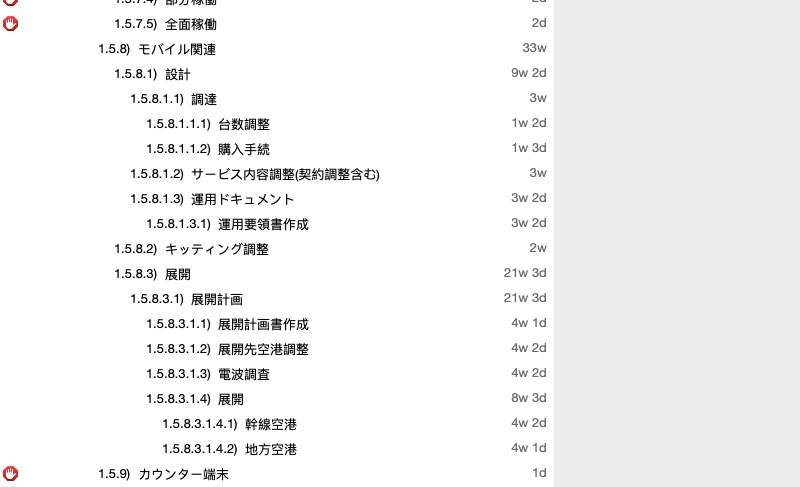 1.5.7.4) 部分稼働 2d
1.5.7.5) 全面稼働 2d
1.5.8) モバイル関連 33w
1.5.8.1) 設計 9w 2d
1.5.8.1.1) 調達 3w
1.5.8.1.1.1) 台数調整 1w 2d
1.5.8.1.1.2) 購入手続 1w 3d
1.5.8.1.2) サービス内容調整(契約調整含む) 3w
1.5.8.1.3) 運用ドキュメント 3w 2d
1.5.8.1.3.1) 運用要領書作成 3w 2d
1.5.8.2) キッティング調整 2w
1.5.8.3) 展開 21w 3d
1.5.8.3.1) 展開計画 21w 3d
1.5.8.3.1.1) 展開計画書作成 4w 1d
1.5.8.3.1.2) 展開先空港調整 4w 2d
1.5.8.3.1.3) 電波調査 4w 2d
1.5.8.3.1.4) 展開 8w 3d
1.5.8.3.1.4.1) 幹線空港 4w 2d
1.5.8.3.1.4.2) 地方空港 4w 1d
1.5.9) カウンター端末 1d